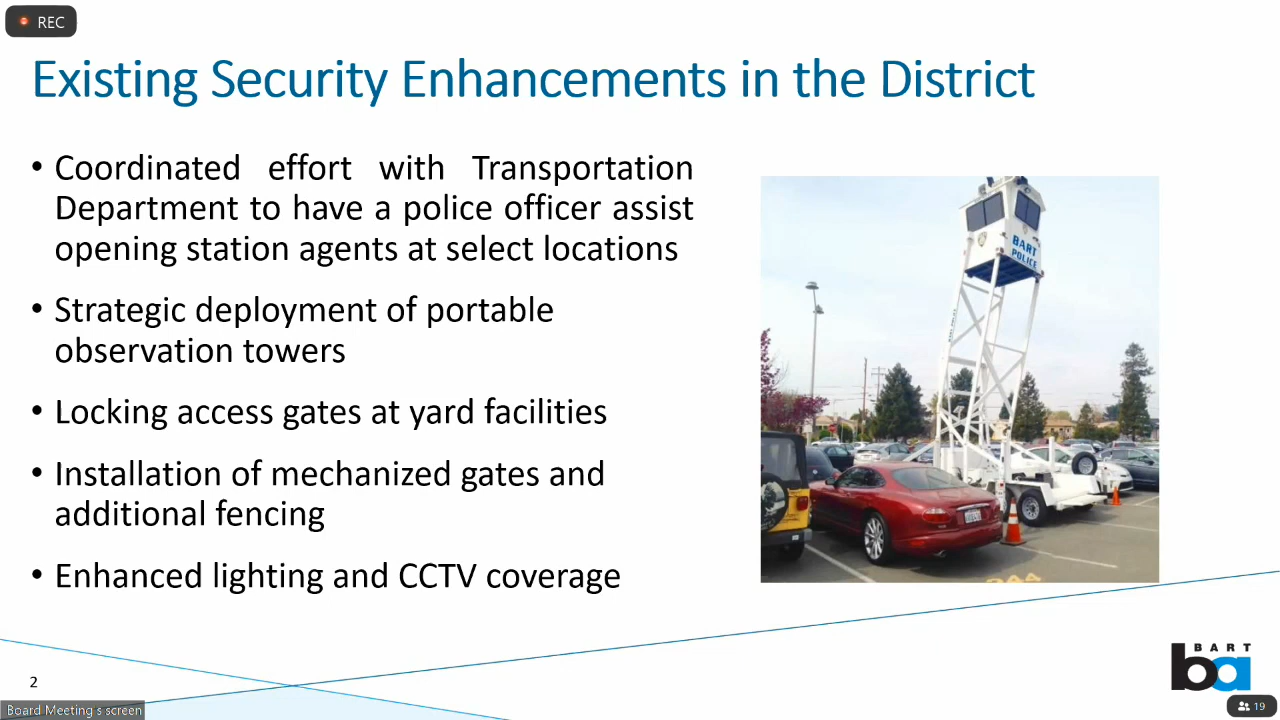 REC
Existing Security Enhancements in the District
• Coordinated effort with Transportation
Department to have a police officer assist
opening station agents at select locations
• Strategic deployment of portable
observation towers
• Locking access gates at yard facilities
• Installation of mechanized gates and
additional fencing
• Enhanced lighting and CCTV coverage
BART
POLICE
BART
ba
2
Board Meeting's screen
19